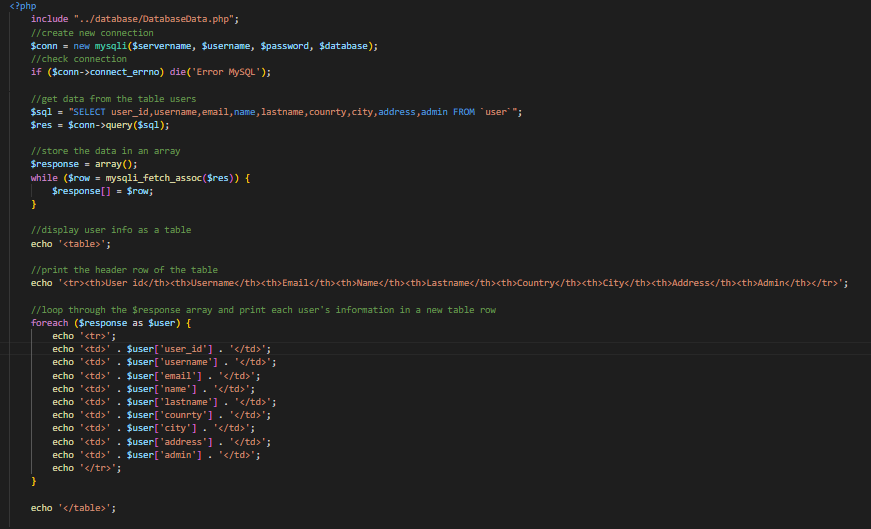 <?php
include "../database/DatabaseData.php";
//create new connection
$conn = new mysqli($servername, $username, $password, $database);
//check connection
if ($conn->connect_errno) die('Error MySQL');
//get data from the table users
$sql = "SELECT user_id,username,email,name,lastname,counrty,city,address,admin FROM `user`";
$res = $conn->query($sql);
//store the data in an array
$response = array();
while ($row = mysqli_fetch_assoc($res)) {
$response[] = $row;
}
//display user info as a table
echo '<table>';
//print the header row of the table
echo '<tr><th>User id</th><th>Username</th><th>Email</th><th>Name</th><th>Lastname</th><th>Country</th><th>City</th><th>Address</th><th>Admin</th></tr>';
//loop through the $response array and print each user's information in a new table row
foreach ($response as $user) {
echo '<tr>';
echo '<td>' . $user['user_id'] . '</td>';
echo '<td>' . $user['username'] . '</td>';
echo '<td>' . $user['email'] . '</td>';
echo '<td>' . $user['name'] . '</td>';
echo '<td>' . $user['lastname'] . '</td>';
echo '<td>' . $user['counrty'] . '</td>';
echo '<td>' . $user['city'] . '</td>';
echo '<td>' . $user['address'] . '</td>';
echo '<td>' . $user['admin'] . '</td>';
echo '</tr>';
}
echo '</table>';